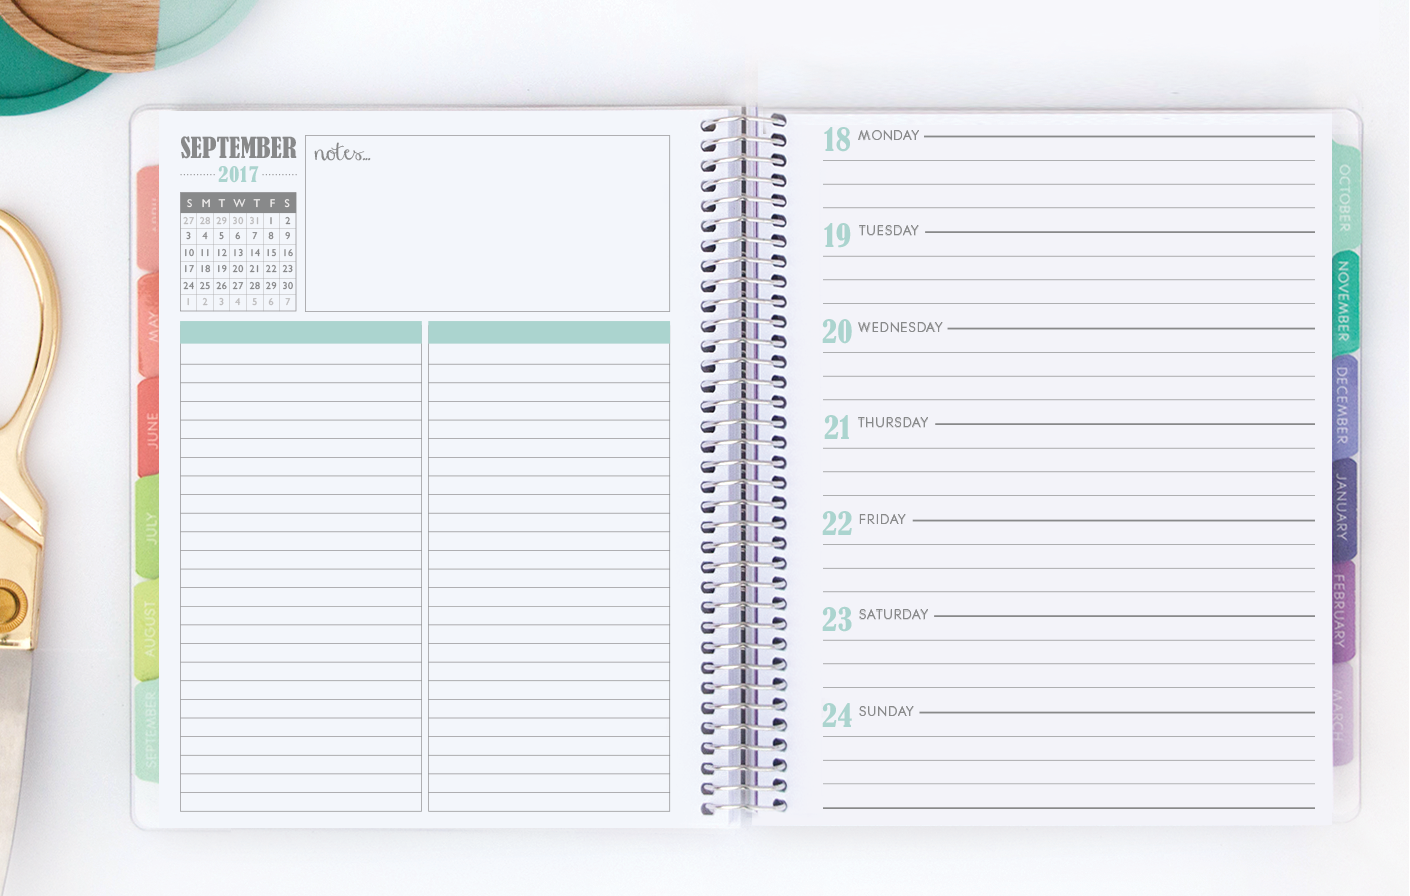 SEPTEMBER
2017
S M T W T F S
27 28 29 30 31 1 2
3 4 5 6 7 8 9
10 11 12 13 14 15 16
17 18 19 20 21 22 23
24 25 26 27 28 29 30
1 2 3 4 5 6 7
notes...
MAY
JUNE
JULY
AUGUST
SEPTEMBER
18 MONDAY
19 TUESDAY
20 WEDNESDAY
21 THURSDAY
22 FRIDAY
23 SATURDAY
24 SUNDAY
OCTOBER
NOVEMBER
DECEMBER
JANUARY
FEBRUARY
MARCH